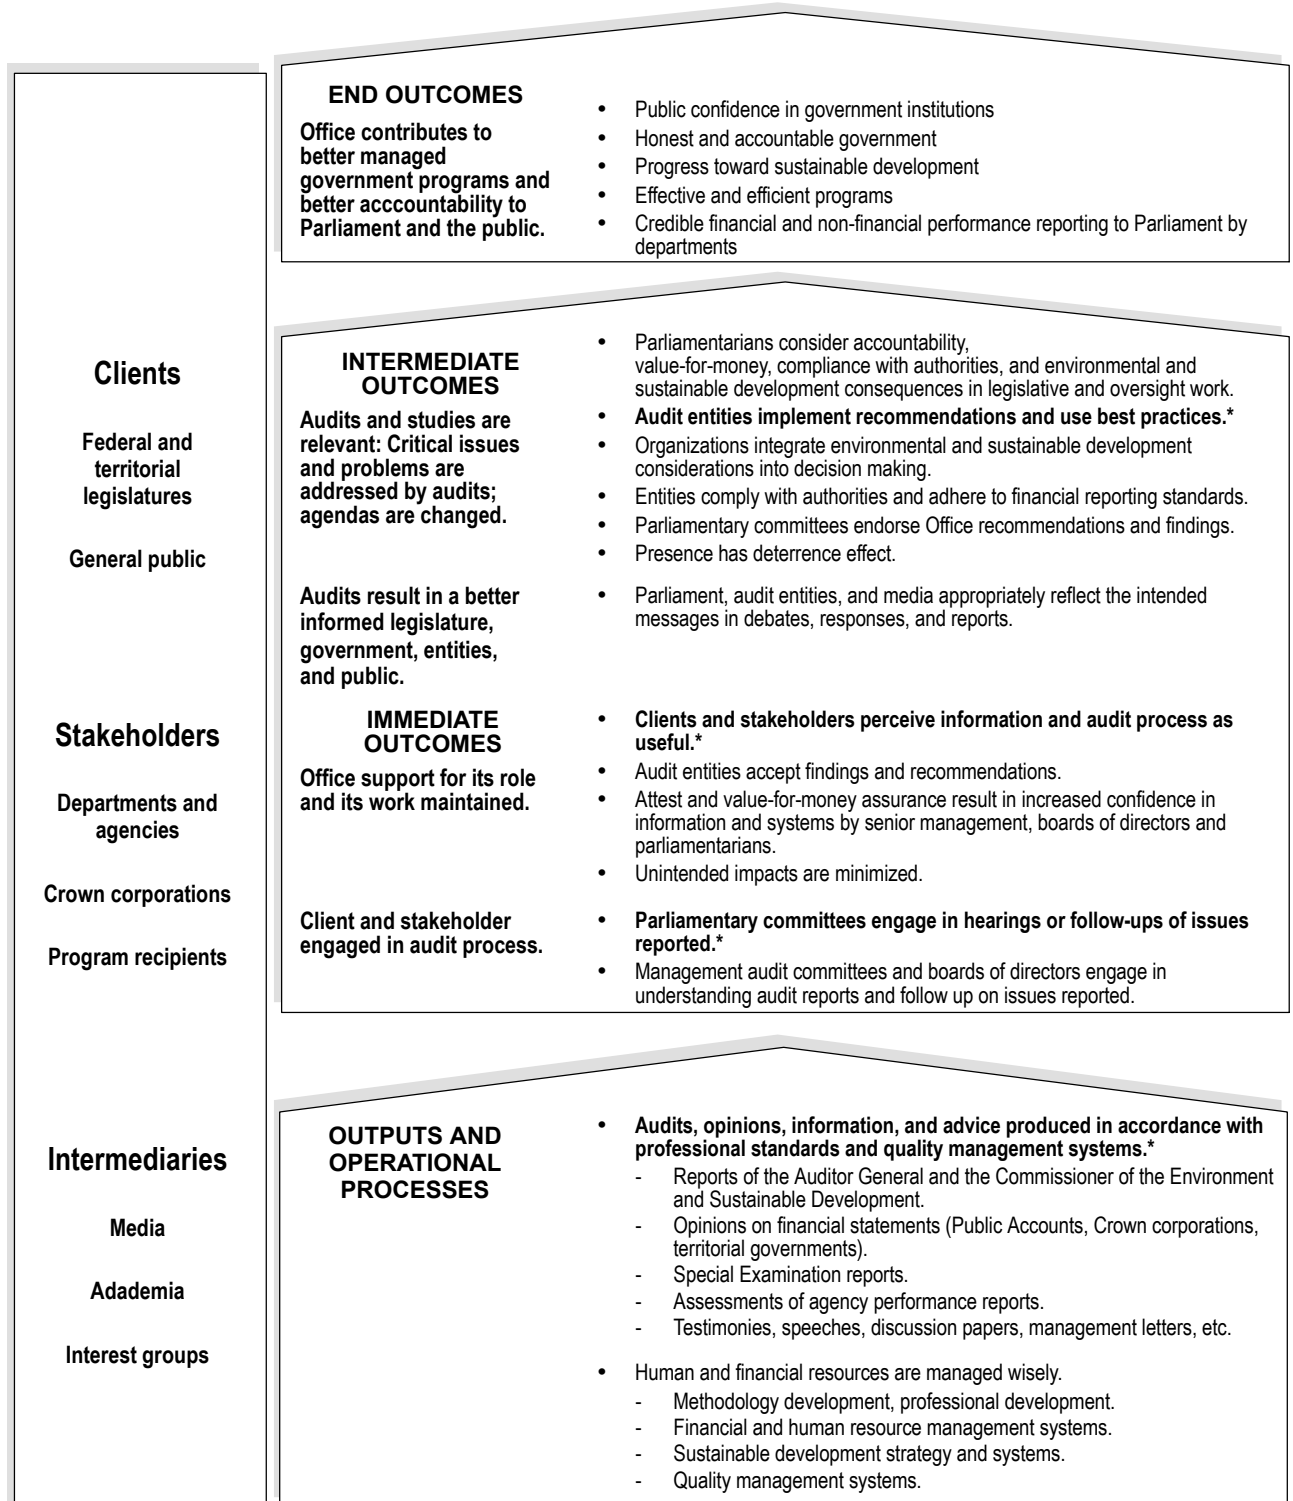 Clients
Federal and
territorial
legislatures
General public
Stakeholders
Departments and
agencies
Crown corporations
Program recipients
Intermediaries
Media
Adademia
Interest groups
END OUTCOMES
Office contributes to
better managed
government programs and
better acccountability to
Parliament and the public.
• Public confidence in government institutions
• Honest and accountable government
• Progress toward sustainable development
• Effective and efficient programs
• Credible financial and non-financial performance reporting to Parliament by
departments
INTERMEDIATE
OUTCOMES
Audits and studies are
relevant: Critical issues
and problems are
addressed by audits;
agendas are changed.
• Parliamentarians consider accountability,
value-for-money, compliance with authorities, and environmental and
sustainable development consequences in legislative and oversight work.
• Audit entities implement recommendations and use best practices.*
• Organizations integrate environmental and sustainable development
considerations into decision making.
• Entities comply with authorities and adhere to financial reporting standards.
• Parliamentary committees endorse Office recommendations and findings.
• Presence has deterrence effect.
Audits result in a better
informed legislature,
government, entities,
and public.
• Parliament, audit entities, and media appropriately reflect the intended
messages in debates, responses, and reports.
IMMEDIATE
OUTCOMES
Office support for its role
and its work maintained.
• Clients and stakeholders perceive information and audit process as
useful.*
• Audit entities accept findings and recommendations.
• Attest and value-for-money assurance result in increased confidence in
information and systems by senior management, boards of directors and
parliamentarians.
• Unintended impacts are minimized.
Client and stakeholder
engaged in audit process.
• Parliamentary committees engage in hearings or follow-ups of issues
reported.*
• Management audit committees and boards of directors engage in
understanding audit reports and follow up on issues reported.
OUTPUTS AND
OPERATIONAL
PROCESSES
• Audits, opinions, information, and advice produced in accordance with
professional standards and quality management systems.*
- Reports of the Auditor General and the Commissioner of the Environment
and Sustainable Development.
- Opinions on financial statements (Public Accounts, Crown corporations,
territorial governments).
- Special Examination reports.
- Assessments of agency performance reports.
- Testimonies, speeches, discussion papers, management letters, etc.
• Human and financial resources are managed wisely.
- Methodology development, professional development.
- Financial and human resource management systems.
- Sustainable development strategy and systems.
- Quality management systems.